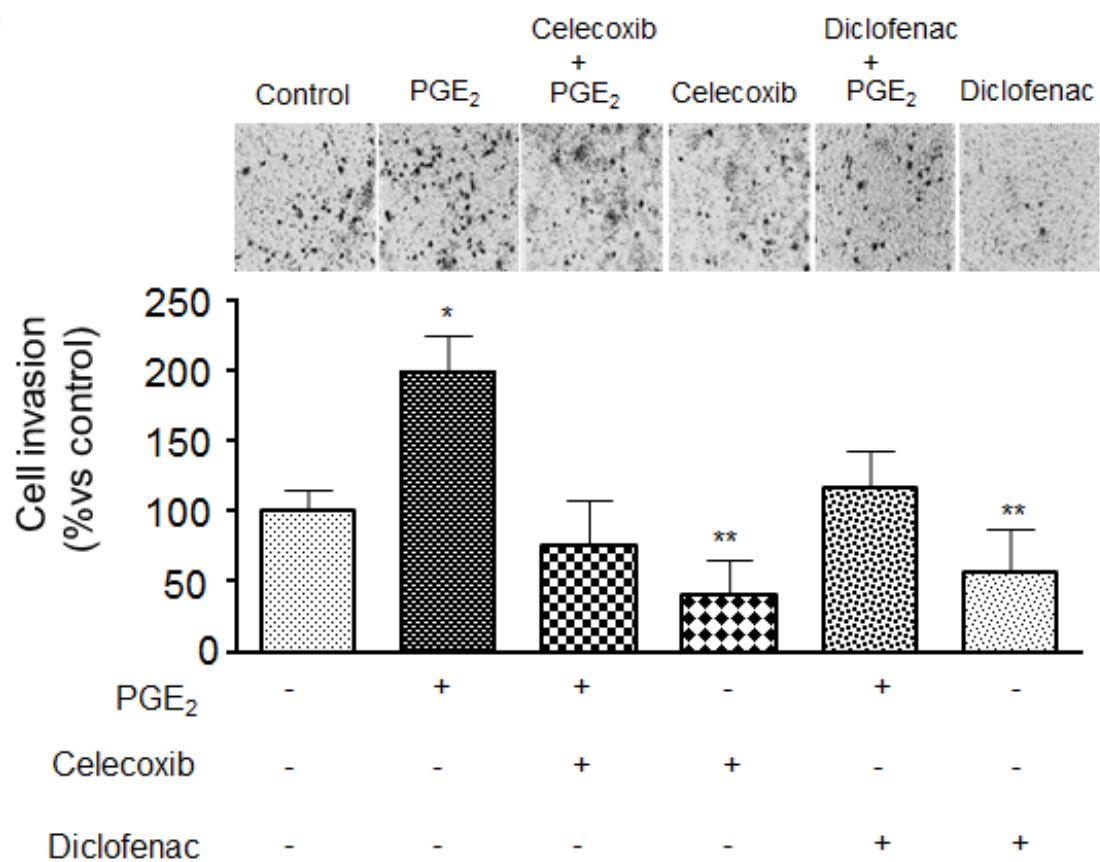 Celecoxib
+
PGE₂
Diclofenac
+
PGE₂
Control
PGE₂
Celecoxib
Diclofenac
Cell invasion
(%vs control)
250
200
150
100
50
0
*
**
**
PGE₂ - + + - + -
Celecoxib - - + + - -
Diclofenac - - - - + +